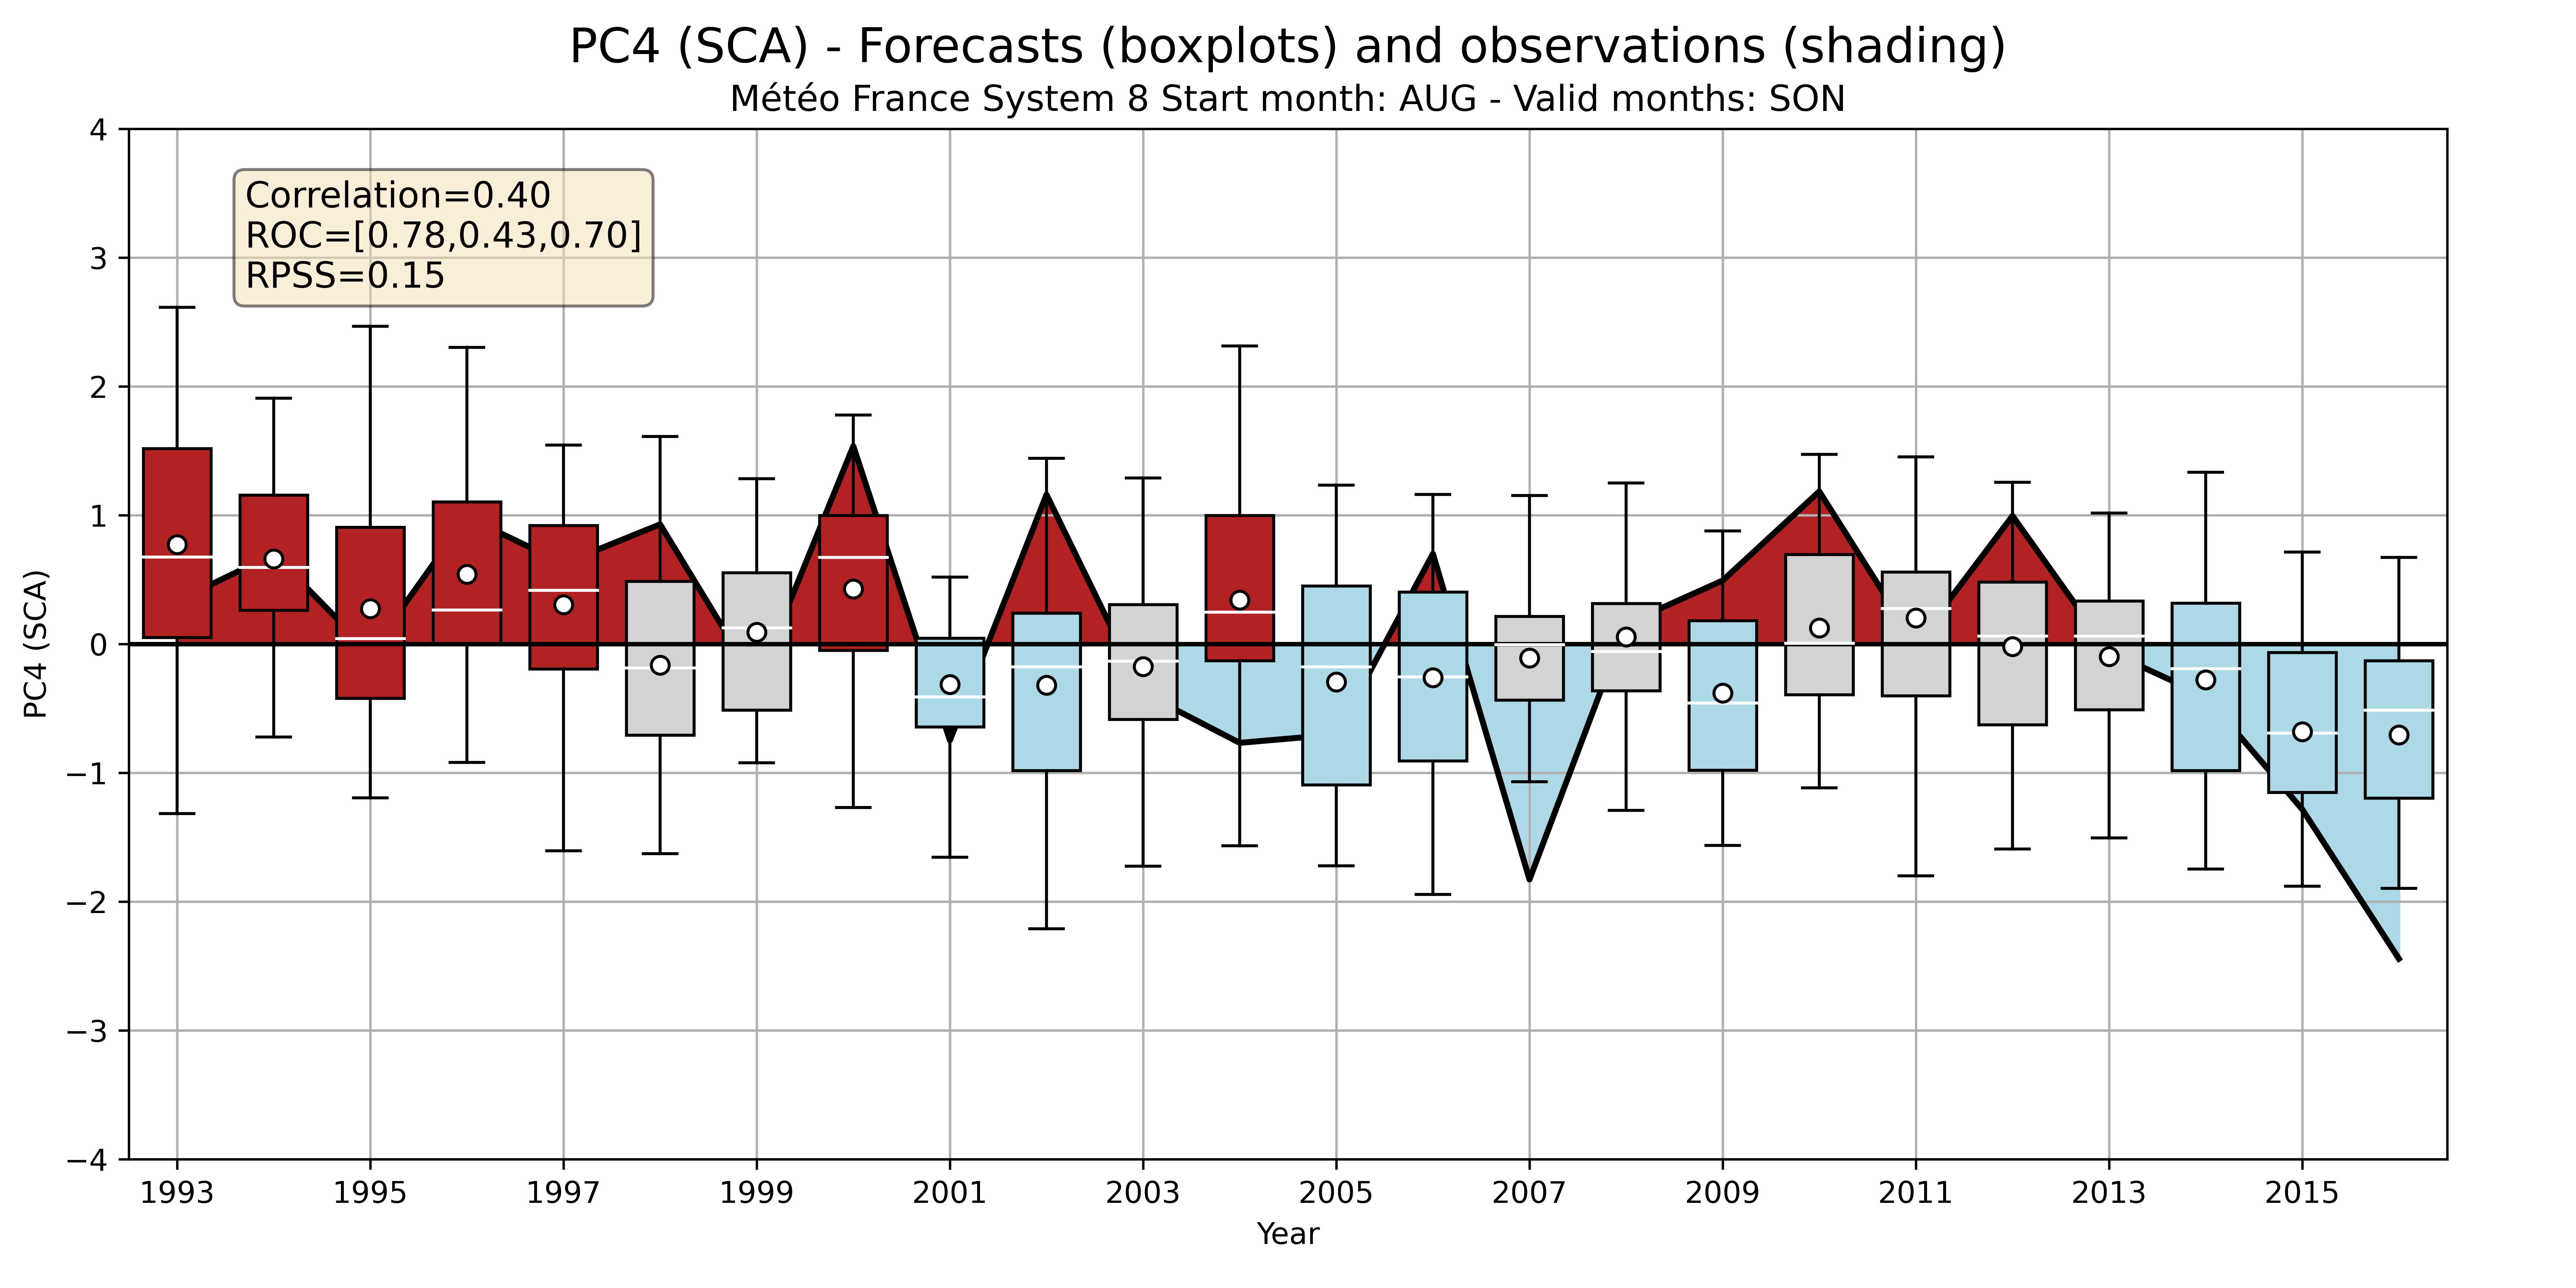 PC4 (SCA) - Forecasts (boxplots) and observations (shading)
Météo France System 8 Start month: AUG - Valid months: SON
Correlation=0.40
ROC=[0.78,0.43,0.70]
RPSS=0.15
PC4 (SCA)
4
3
2
1
0
−1
−2
−3
−4
1993 1995 1997 1999 2001 2003 2005 2007 2009 2011 2013 2015
Year